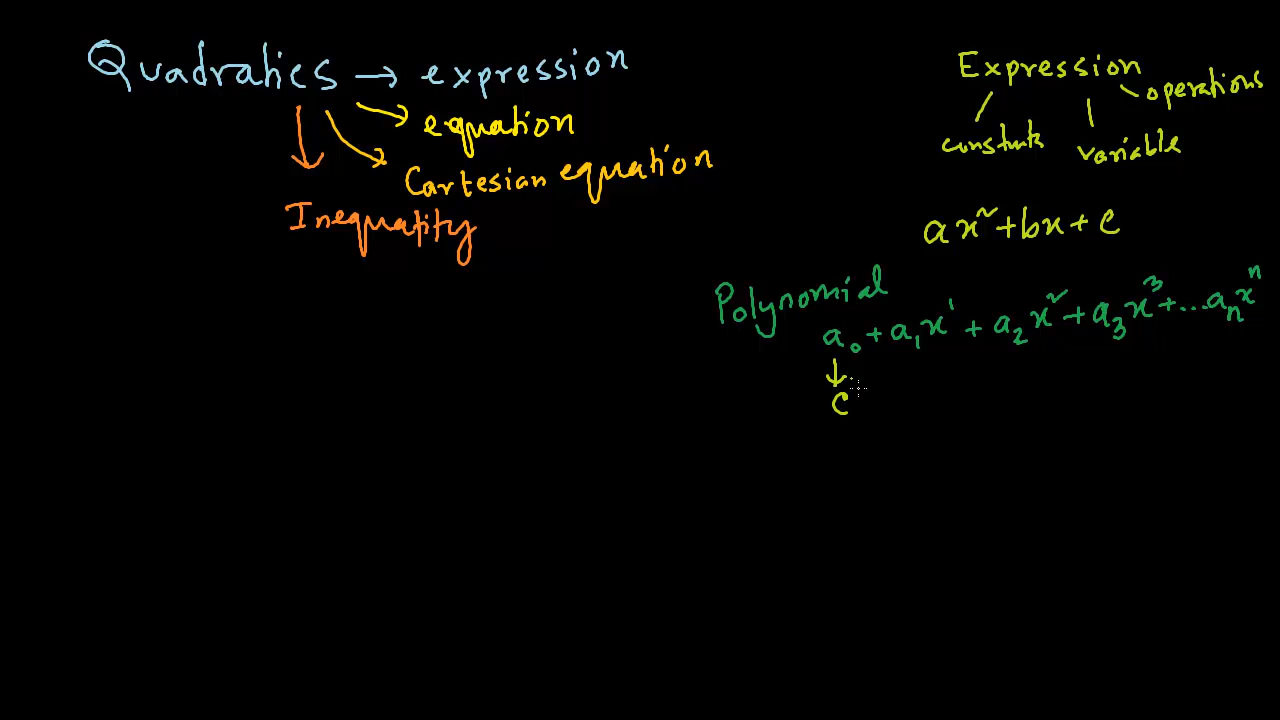 Quadratics → expression
equation
Cartesian equation
Inequality
Expression
operations
constants
variable
ax² + bx + c
Polynomial
a₀ + a₁x¹ + a₂x² + a₃x³ + ... aₙxⁿ
↓
c